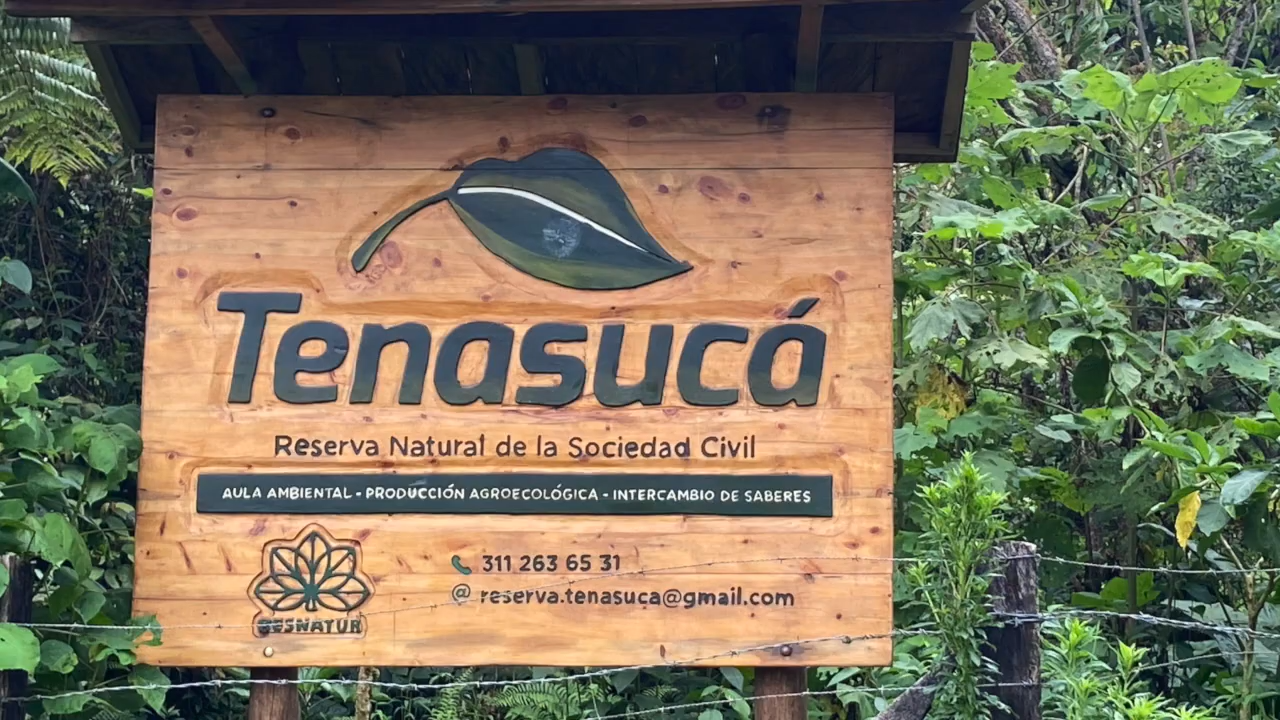 Tenasucá
Reserva Natural de la Sociedad Civil
AULA AMBIENTAL - PRODUCCIÓN AGROECOLÓGICA - INTERCAMBIO DE SABERES
311 263 65 31
@ reserva.tenasuca@gmail.com
RESNATUR